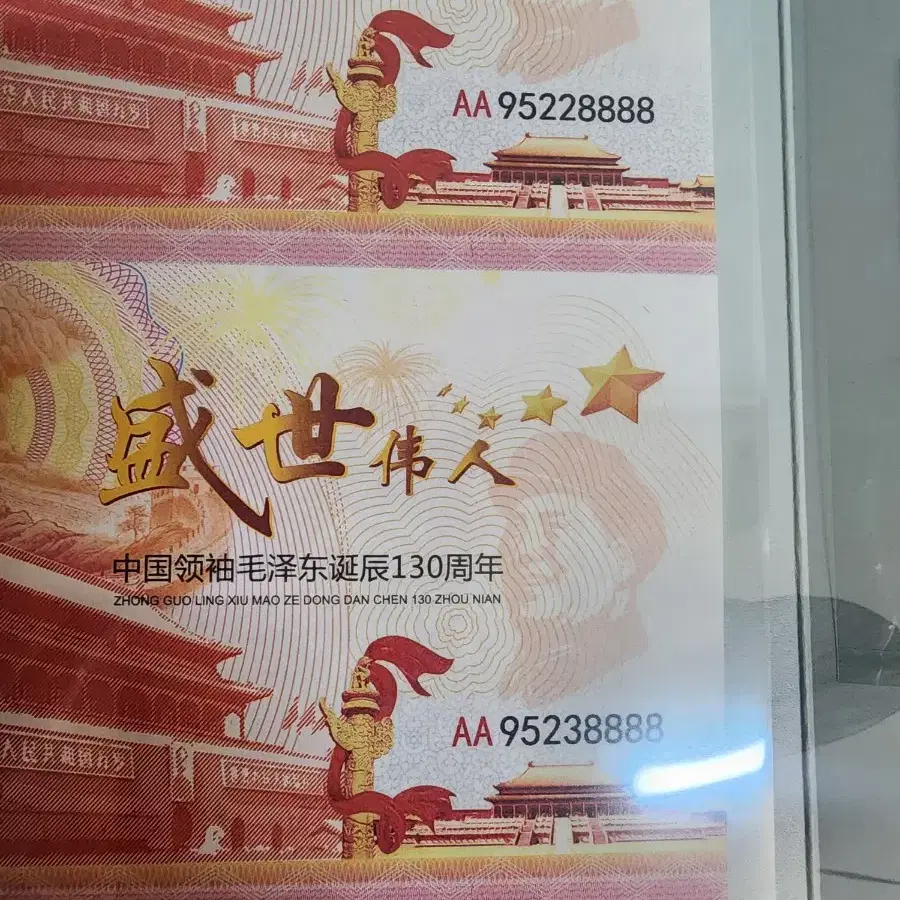 AA 95228888
盛世伟人
中国领袖毛泽东诞辰130周年
ZHONG GUO LING XIU MAO ZE DONG DAN CHEN 130 ZHOU NIAN
AA 95238888